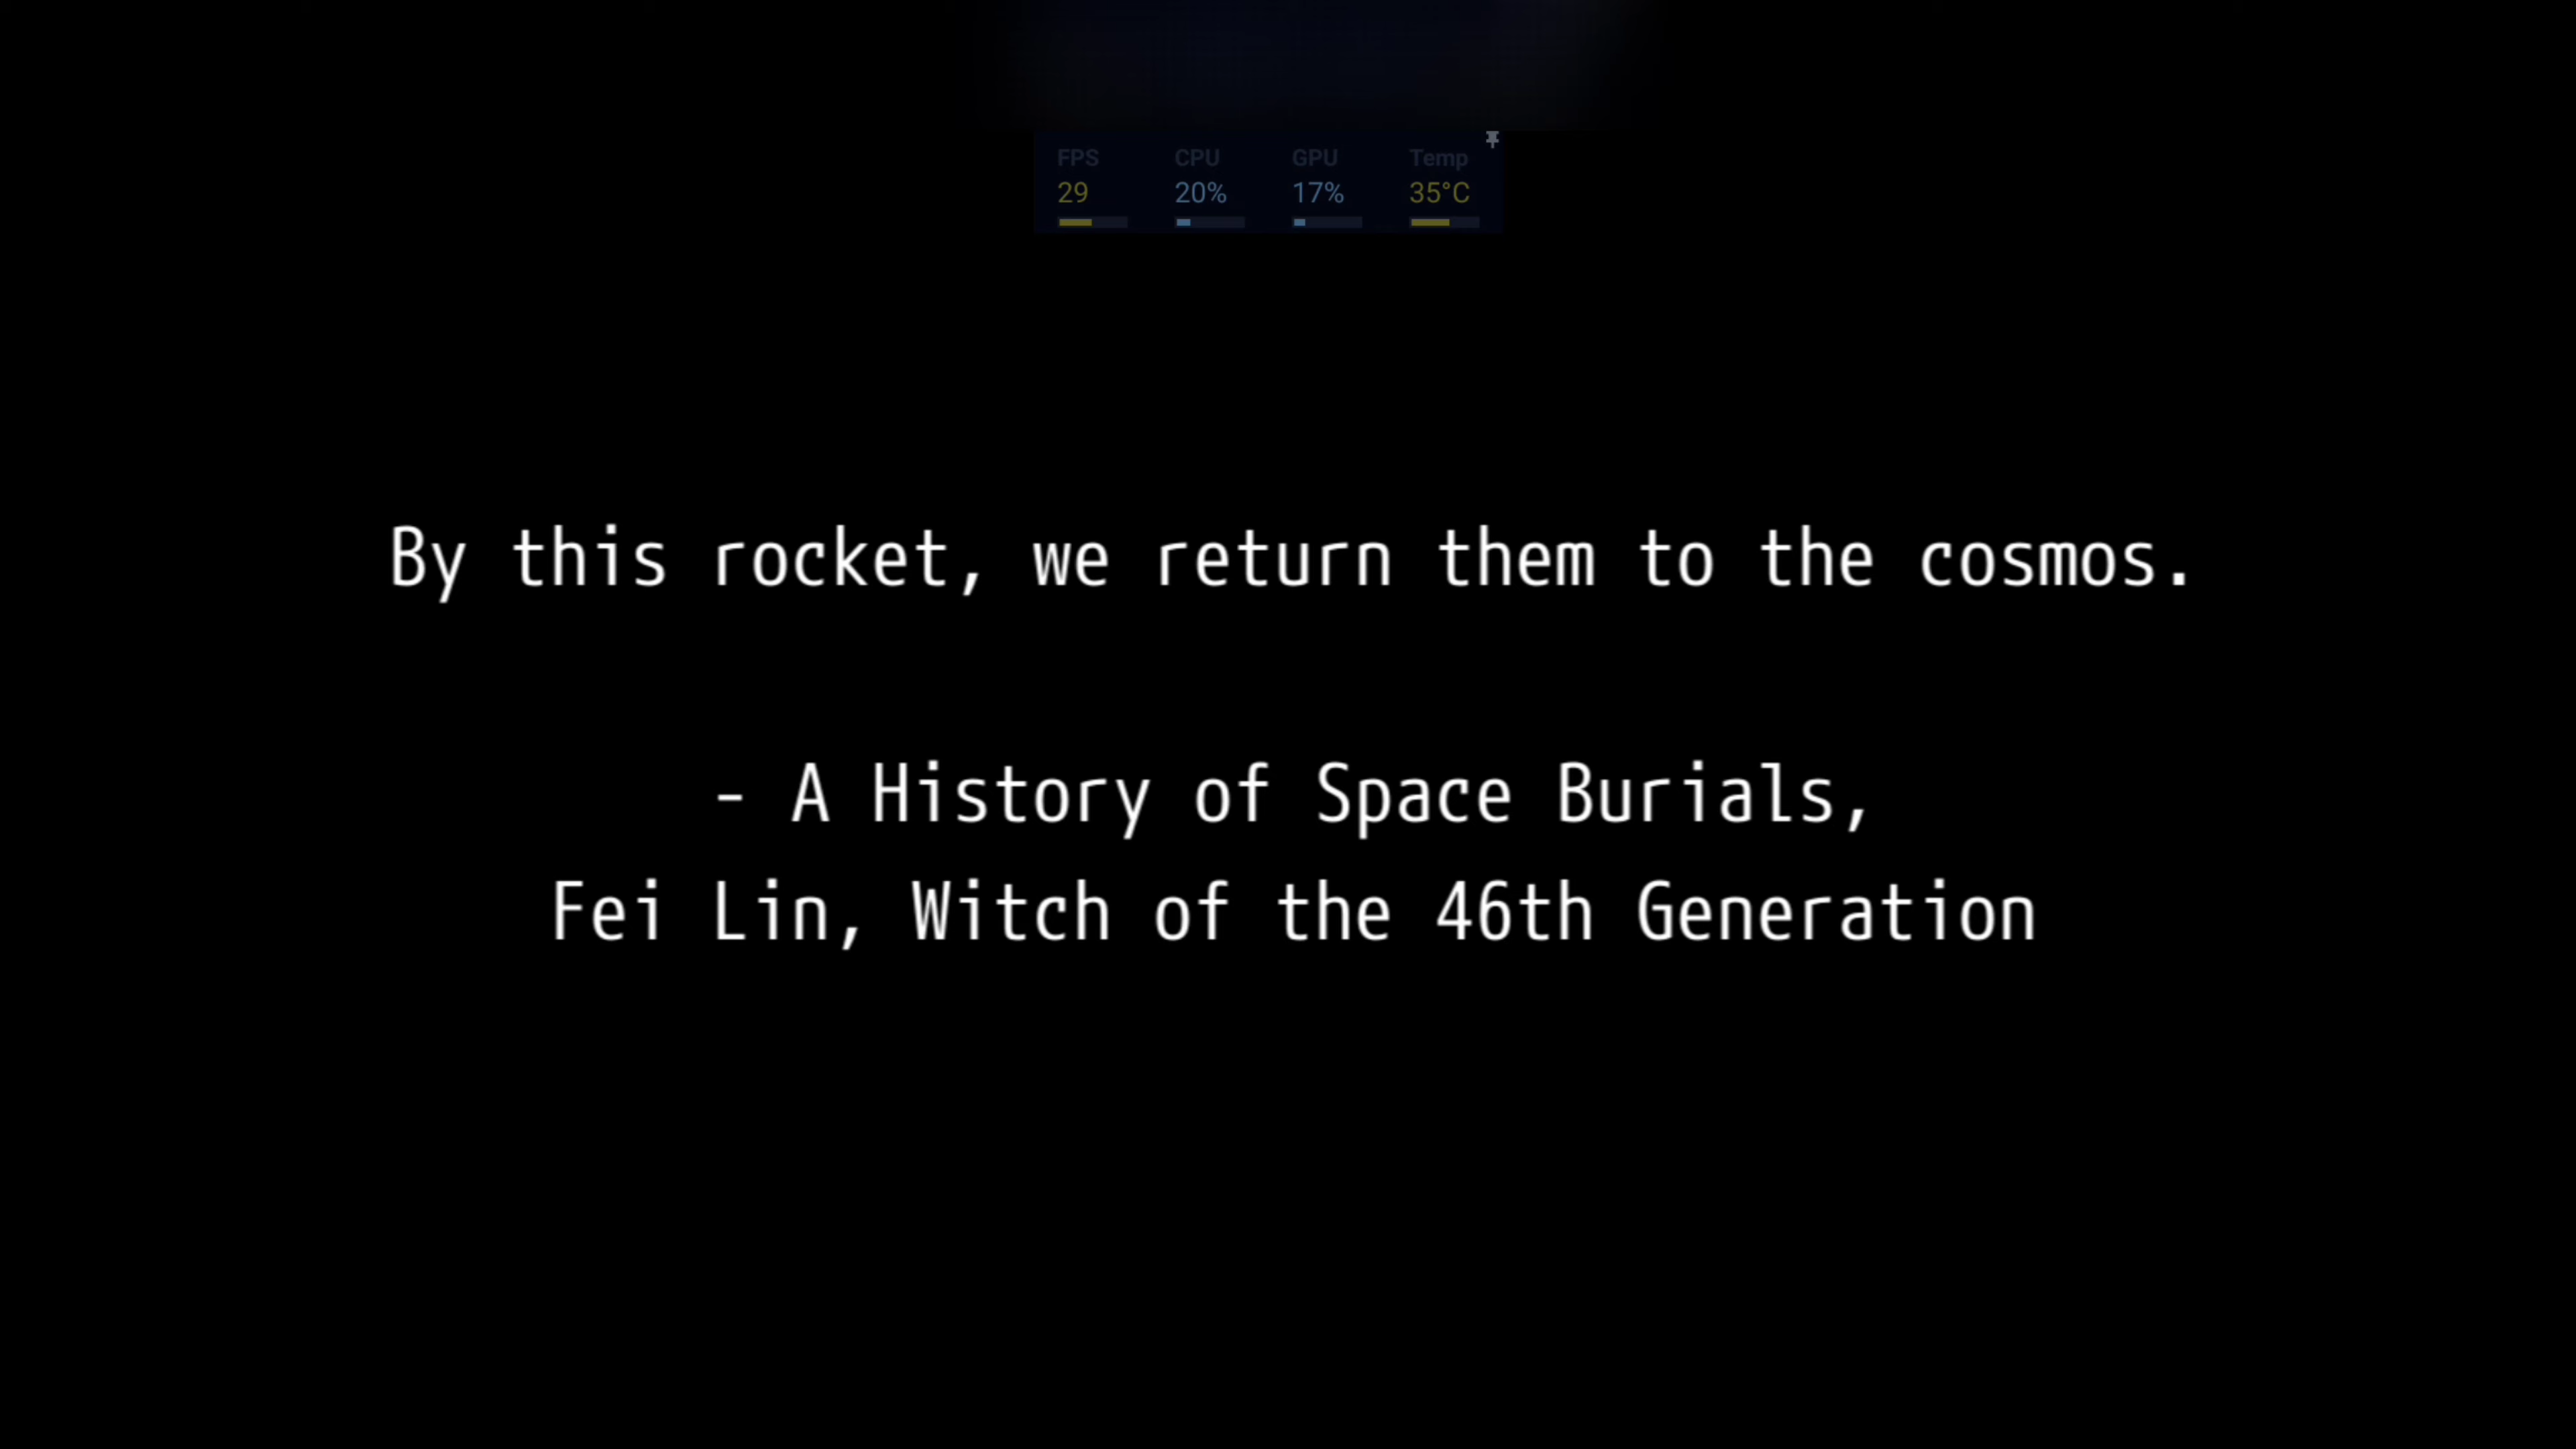 FPS CPU GPU Temp
29 20% 17% 35°C
By this rocket, we return them to the cosmos.
- A History of Space Burials,
Fei Lin, Witch of the 46th Generation